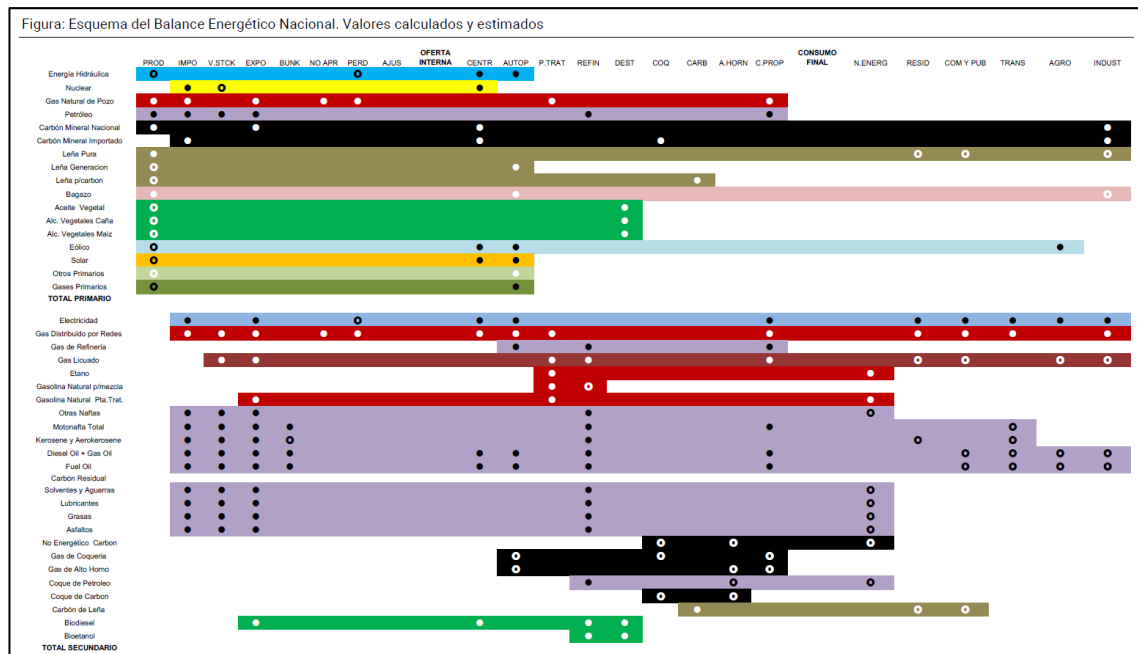 Figura: Esquema del Balance Energético Nacional. Valores calculados y estimados
PROD IMPO V.STCK EXPO BUNK NO APR PERD AJUS OFERTA INTERNA CENTR AUTOP P.TRAT REFIN DEST COQ CARB A.HORN C.PROP CONSUMO FINAL N.ENERG RESID COM Y PUB TRANS AGRO INDUST
Energía Hidráulica
Nuclear
Gas Natural de Pozo
Petróleo
Carbón Mineral Nacional
Carbón Mineral Importado
Leña Pura
Leña Generacion
Leña p/carbon
Bagazo
Aceite Vegetal
Alc. Vegetales Caña
Alc. Vegetales Maiz
Eólico
Solar
Otros Primarios
Gases Primarios
TOTAL PRIMARIO
Electricidad
Gas Distribuido por Redes
Gas de Refinería
Gas Licuado
Etano
Gasolina Natural p/mezcla
Gasolina Natural Pta.Trat.
Otras Naftas
Motonafta Total
Kerosene y Aerokerosene
Diesel Oil + Gas Oil
Fuel Oil
Carbón Residual
Solventes y Aguarras
Lubricantes
Grasas
Asfaltos
No Energético Carbon
Gas de Coqueria
Gas de Alto Horno
Coque de Petroleo
Coque de Carbon
Carbón de Leña
Biodiesel
Bioetanol
TOTAL SECUNDARIO